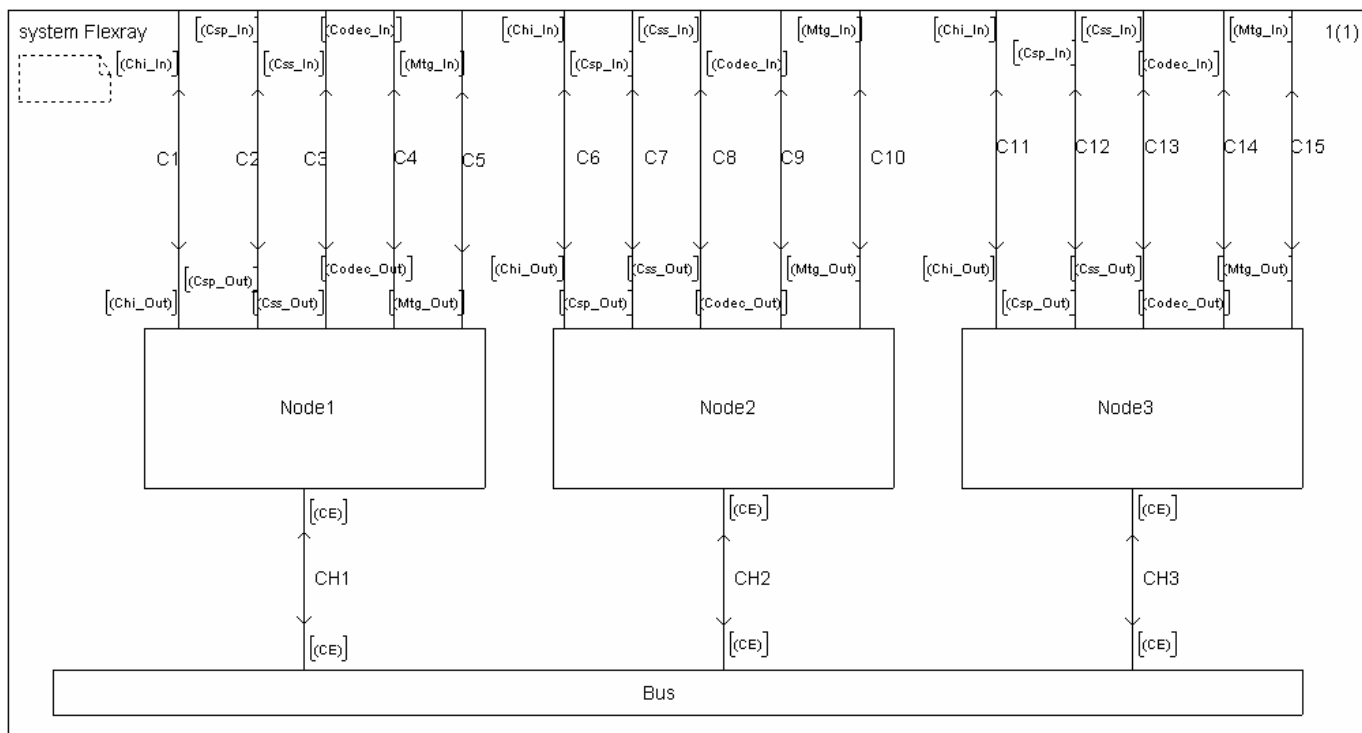 system Flexray
1(1)
[(Csp_In)]
[(Codec_In)]
[(Chi_In)]
[(Css_In)]
[(Mtg_In)]
[(Chi_In)]
[(Css_In)]
[(Mtg_In)]
[(Csp_In)]
[(Codec_In)]
[(Chi_In)]
[(Css_In)]
[(Mtg_In)]
[(Csp_In)]
[(Codec_In)]
C1
C2
C3
C4
C5
C6
C7
C8
C9
C10
C11
C12
C13
C14
C15
[(Csp_Out)]
[(Codec_Out)]
[(Chi_Out)]
[(Css_Out)]
[(Mtg_Out)]
[(Chi_Out)]
[(Css_Out)]
[(Mtg_Out)]
[(Csp_Out)]
[(Codec_Out)]
[(Chi_Out)]
[(Css_Out)]
[(Mtg_Out)]
[(Csp_Out)]
[(Codec_Out)]
Node1
Node2
Node3
[(CE)]
[(CE)]
[(CE)]
CH1
CH2
CH3
[(CE)]
[(CE)]
[(CE)]
Bus